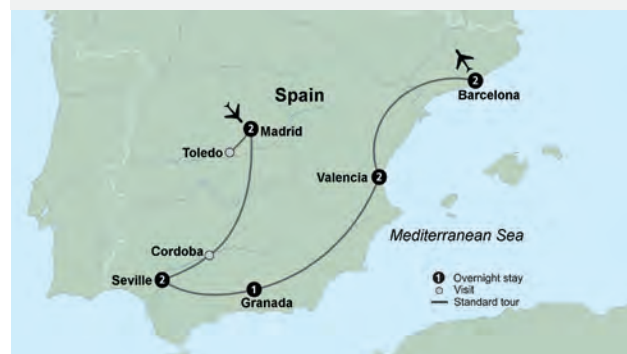 Spain
2
Barcelona
2
Madrid
Toledo
Valencia
2
Mediterranean Sea
Cordoba
Seville
2
1
Granada
1 Overnight stay
Visit
Standard tour